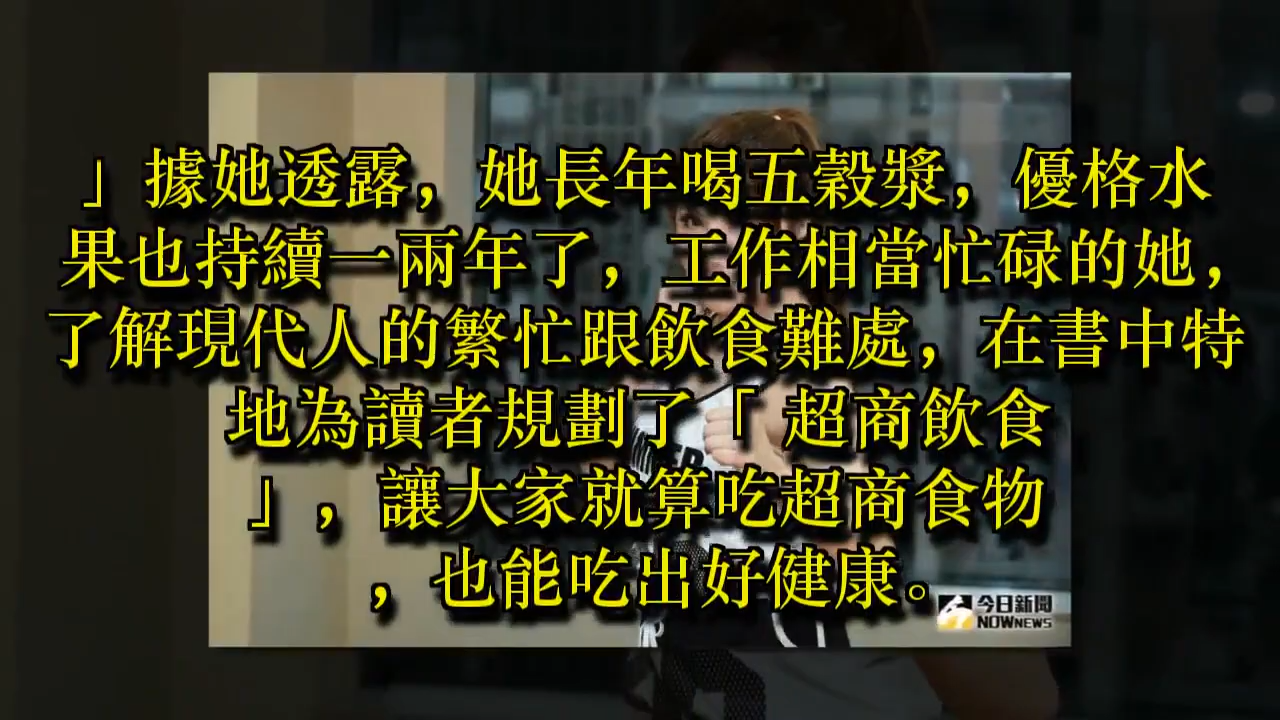 」據她透露，她長年喝五穀漿，優格水
果也持續一兩年了，工作相當忙碌的她，
了解現代人的繁忙跟飲食難處，在書中特
地為讀者規劃了「 超商飲食
」，讓大家就算吃超商食物
，也能吃出好健康。
今日新聞
NOWNEWS